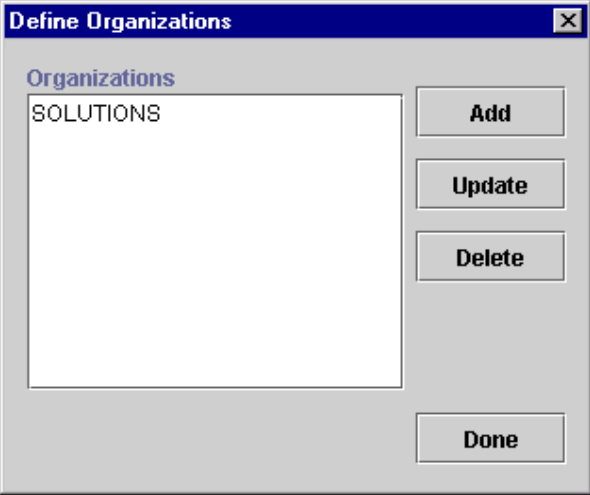 Define Organizations
Organizations
SOLUTIONS
Add
Update
Delete
Done